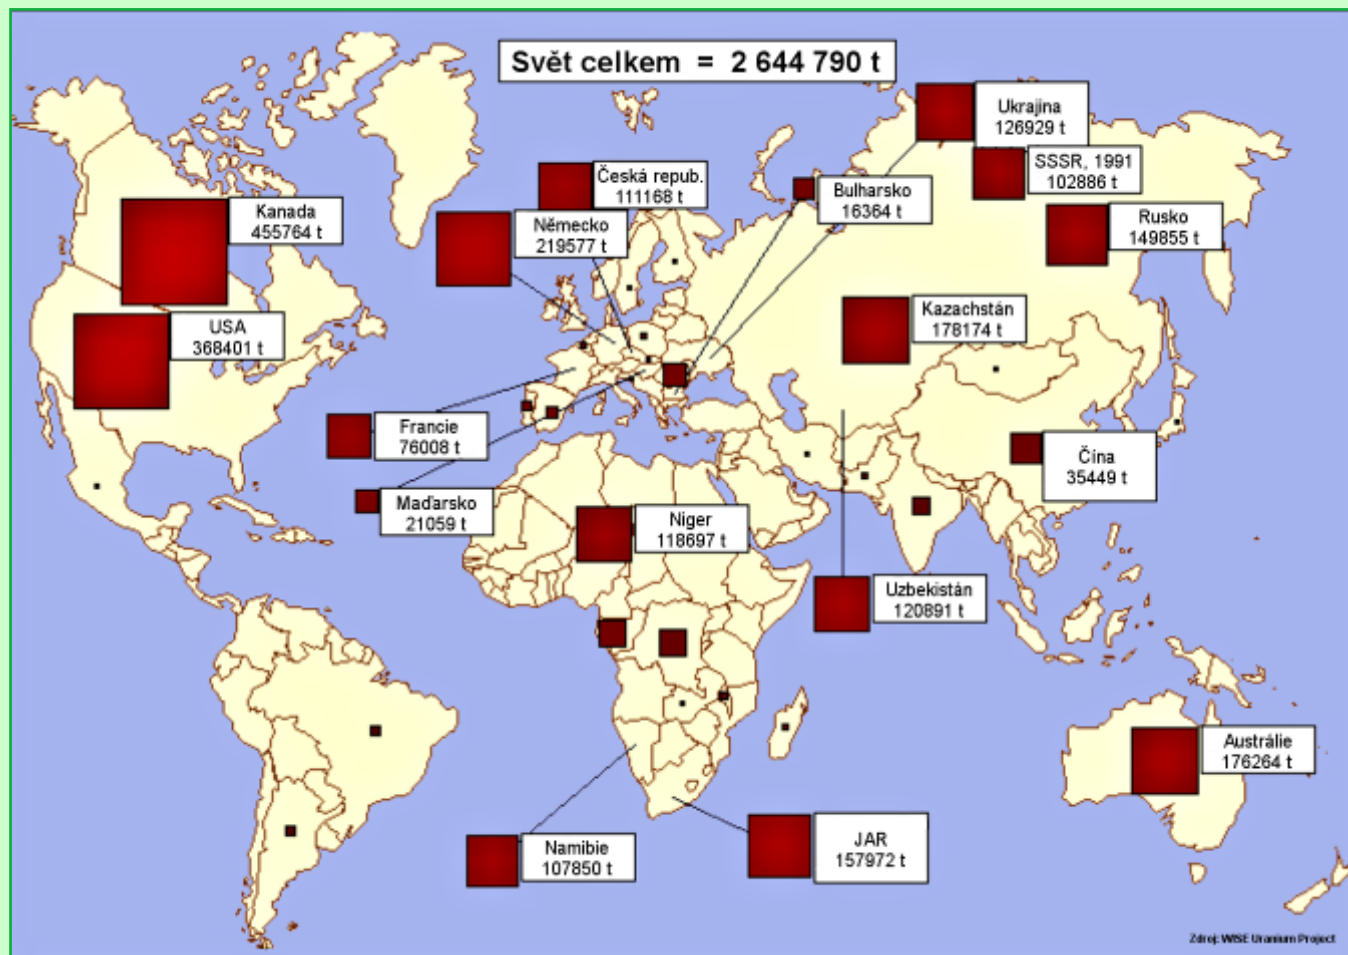 Svět celkem = 2 644 790 t
Ukrajina
126929 t
SSSR, 1991
102886 t
Česká repub.
111168 t
Bulharsko
16364 t
Kanada
455764 t
Německo
219577 t
Rusko
149855 t
USA
368401 t
Kazachstán
178174 t
Francie
76008 t
Čína
35449 t
Maďarsko
21059 t
Niger
118697 t
Uzbekistán
120891 t
Austrálie
176264 t
Namibie
107850 t
JAR
157972 t
Zdroj: WISE Uranium Project